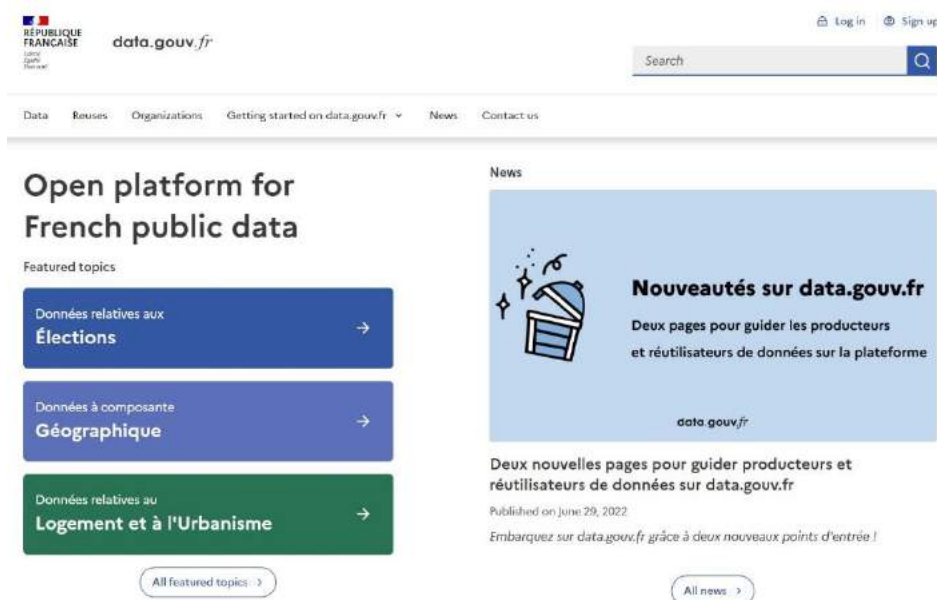 RÉPUBLIQUE
FRANÇAISE
Liberté
Égalité
Fraternité
data.gouv.fr
Log in
Sign up
Search
Data
Reuses
Organizations
Getting started on data.gouv.fr
News
Contact us
Open platform for
French public data
Featured topics
Données relatives aux
Élections
Données à composante
Géographique
Données relatives au
Logement et à l'Urbanisme
All featured topics
News
Nouveautés sur data.gouv.fr
Deux pages pour guider les producteurs
et réutilisateurs de données sur la plateforme
data.gouv.fr
Deux nouvelles pages pour guider producteurs et
réutilisateurs de données sur data.gouv.fr
Published on June 29, 2022
Embarquez sur data.gouv.fr grâce à deux nouveaux points d'entrée !
All news